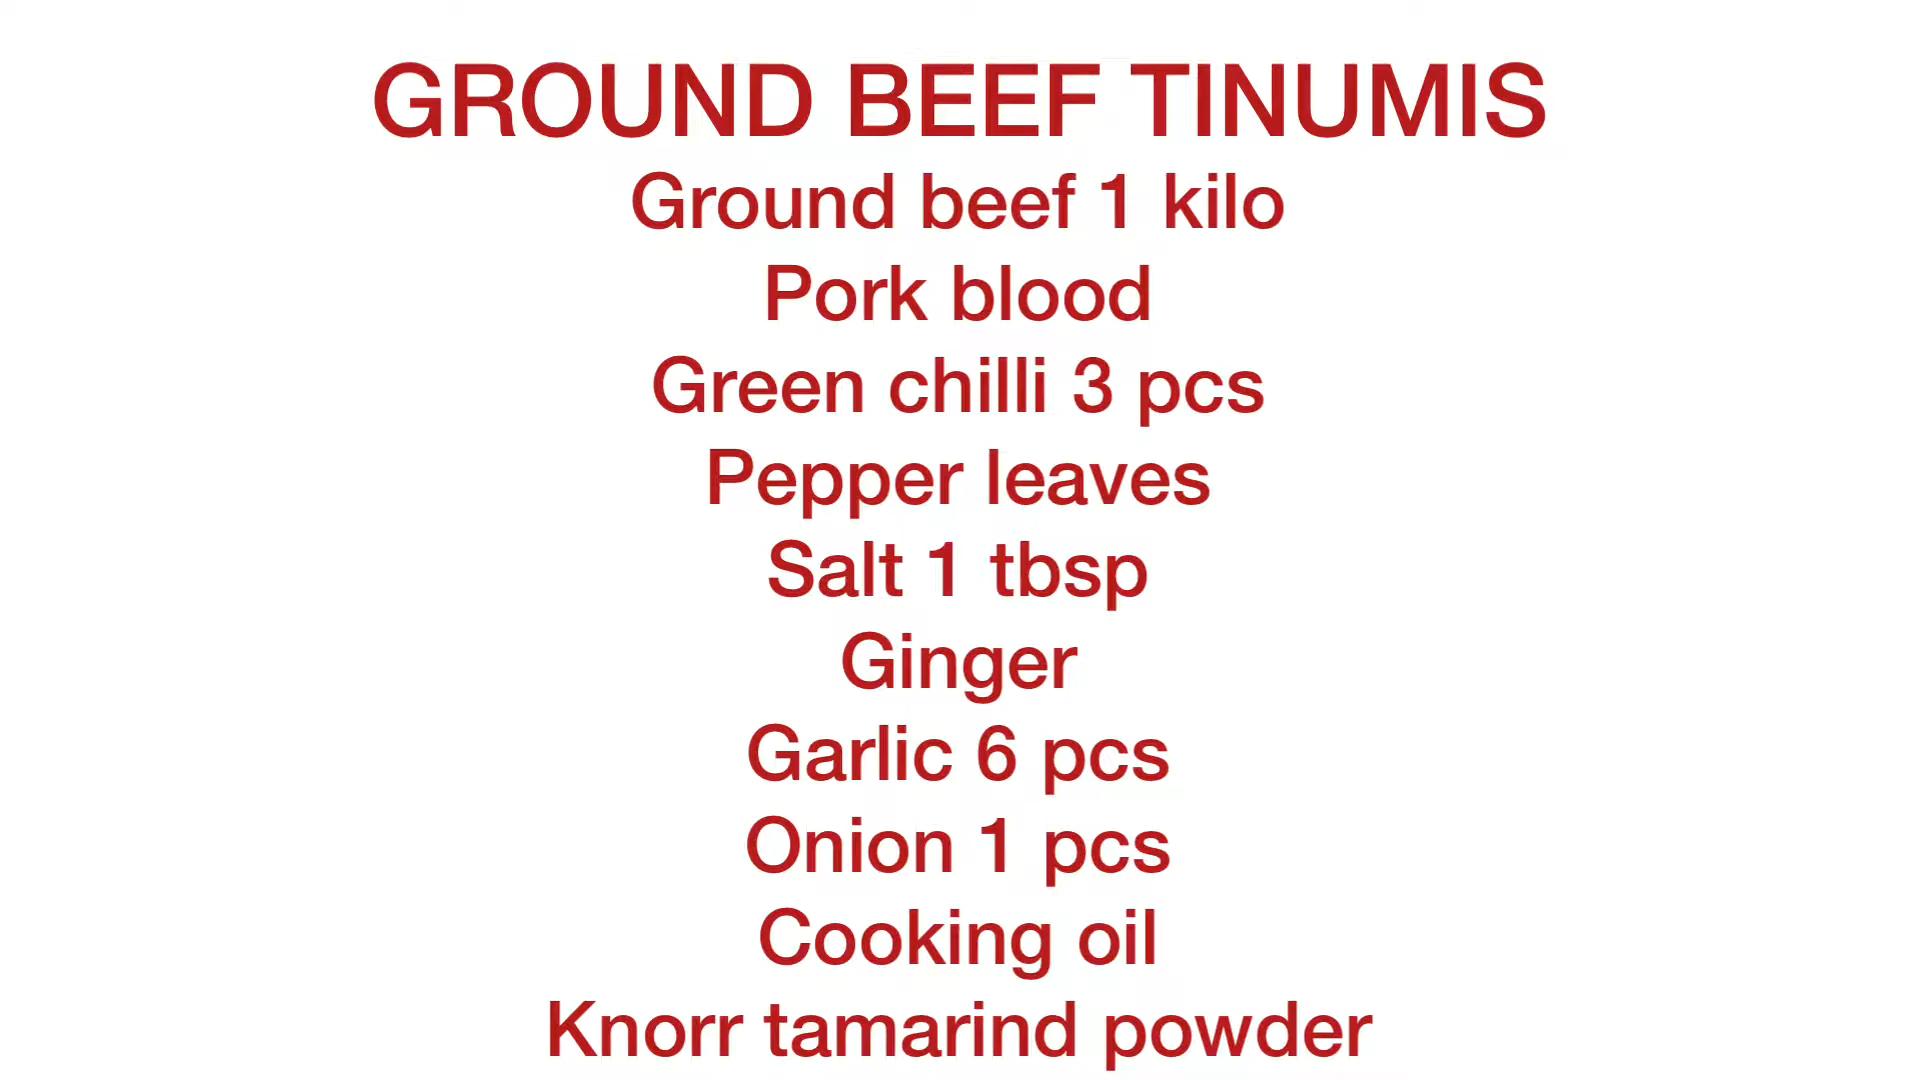 GROUND BEEF TINUMIS
Ground beef 1 kilo
Pork blood
Green chilli 3 pcs
Pepper leaves
Salt 1 tbsp
Ginger
Garlic 6 pcs
Onion 1 pcs
Cooking oil
Knorr tamarind powder